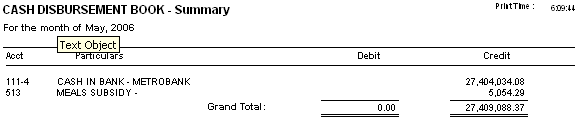 CASH DISBURSEMENT BOOK - Summary Print Time : 6:09:44
For the month of May, 2006
Text Object
Acct Particulars Debit Credit
111-4 CASH IN BANK - METROBANK 27,404,034.08
513 MEALS SUBSIDY - 5,054.29
Grand Total : 0.00 27,409,088.37